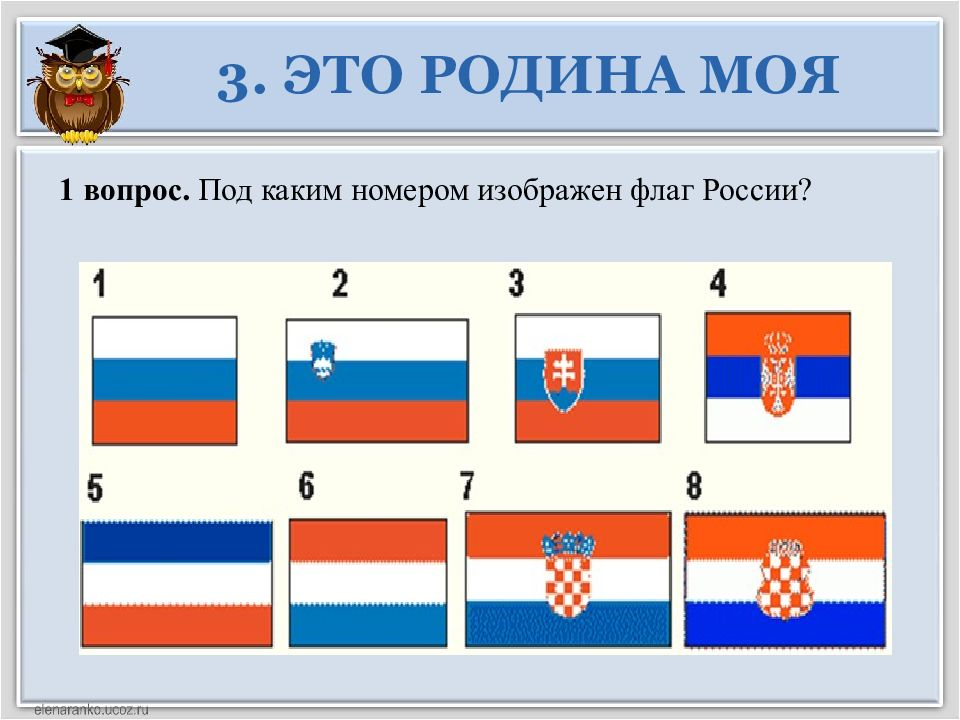 3. ЭТО РОДИНА МОЯ
1 вопрос. Под каким номером изображен флаг России?
1 2 3 4
5 6 7 8
elenaranko.ucoz.ru